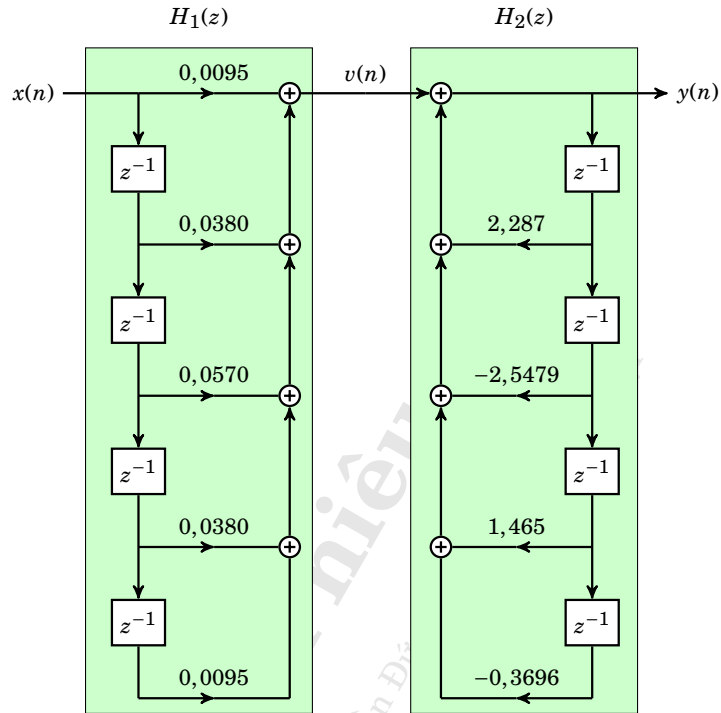 H₁(z) H₂(z)
x(n) 0,0095 v(n) y(n)
z⁻¹ z⁻¹
0,0380 2,287
z⁻¹ z⁻¹
0,0570 −2,5479
z⁻¹ z⁻¹
0,0380 1,465
z⁻¹ z⁻¹
0,0095 −0,3696